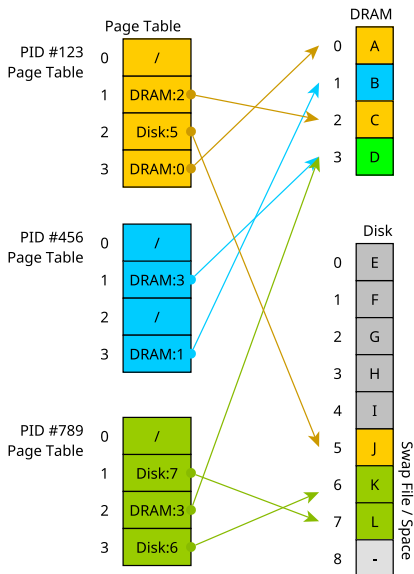 Page Table
PID #123
Page Table
0 /
1 DRAM:2
2 Disk:5
3 DRAM:0
PID #456
Page Table
0 /
1 DRAM:3
2 /
3 DRAM:1
PID #789
Page Table
0 /
1 Disk:7
2 DRAM:3
3 Disk:6
DRAM
0 A
1 B
2 C
3 D
Disk
0 E
1 F
2 G
3 H
4 I
5 J
6 K
7 L
8 -
Swap File / Space